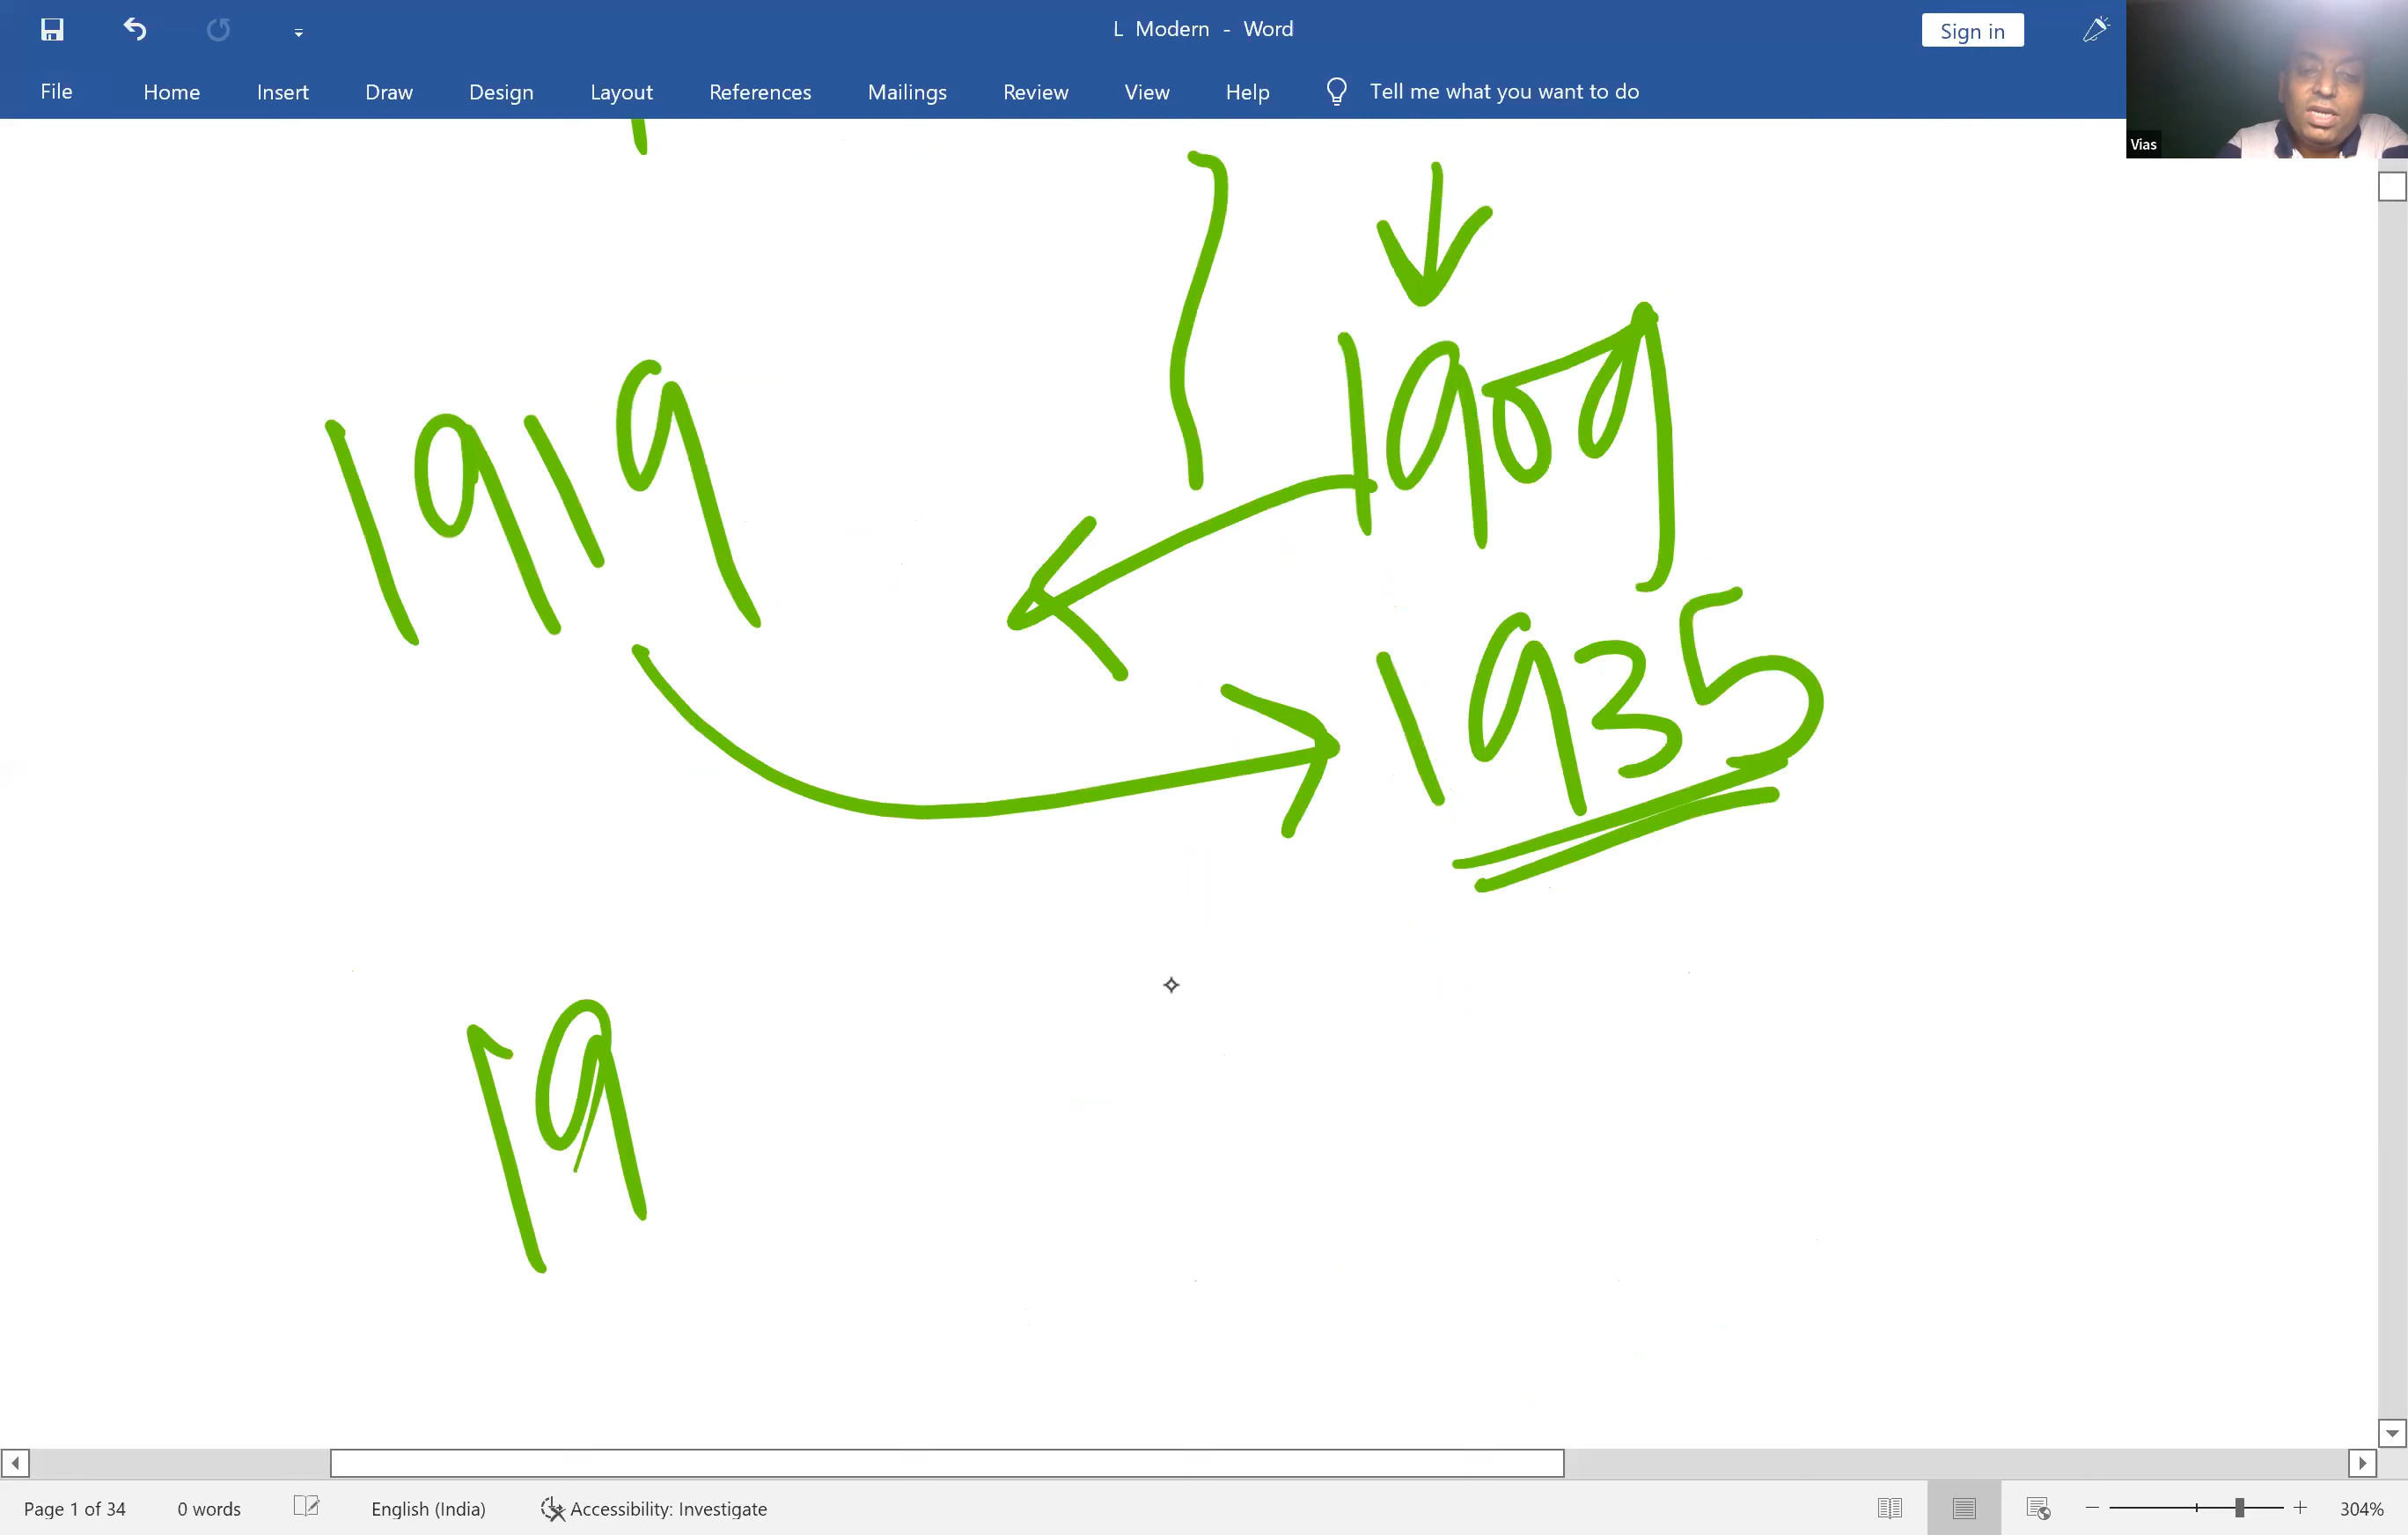 L Modern - Word
Sign in
File Home Insert Draw Design Layout References Mailings Review View Help Tell me what you want to do
Vias
1909
1919
1935
19
Page 1 of 34 0 words English (India) Accessibility: Investigate 304%